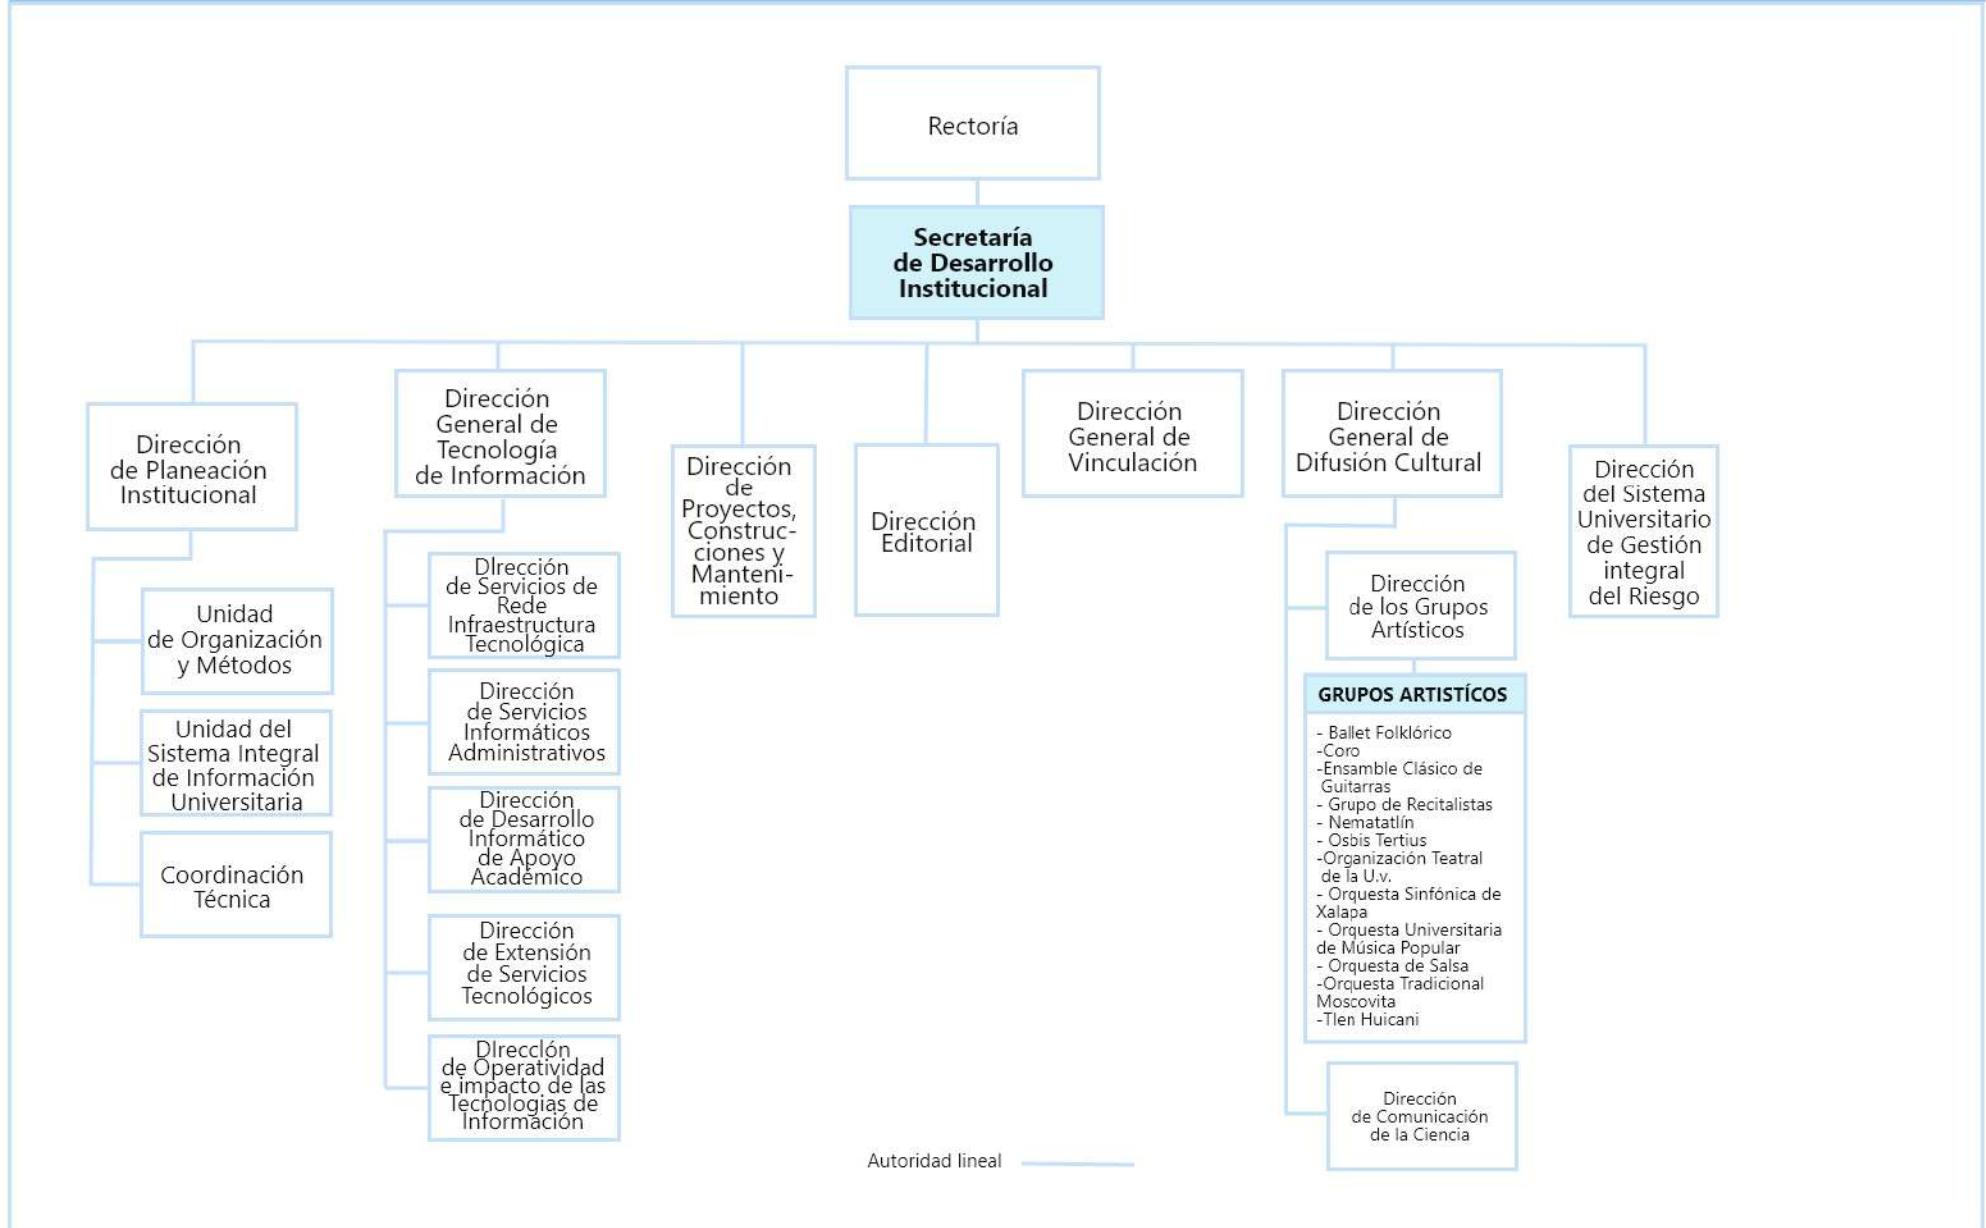 Rectoría
Secretaría
de Desarrollo
Institucional
Dirección
de Planeación
Institucional
Unidad
de Organización
y Métodos
Unidad del
Sistema Integral
de Información
Universitaria
Coordinación
Técnica
Dirección
General de
Tecnología
de Información
DIrección
de Servicios de
Rede
Infraestructura
Tecnológica
Dirección
de Servicios
Informáticos
Administrativos
Dirección
de Desarrollo
Informático
de Apoyo
Académico
Dirección
de Extensión
de Servicios
Tecnológicos
DIreccIón
de Operatividad
e impacto de las
Tecnologias de
Información
Dirección
de
Proyectos,
Construc-
ciones y
Manteni-
miento
Dirección
Editorial
Dirección
General de
Vinculación
Dirección
General de
Difusión Cultural
Dirección
de los Grupos
Artísticos
GRUPOS ARTISTÍCOS
- Ballet Folklórico
-Coro
-Ensamble Clásico de
Guitarras
- Grupo de Recitalistas
- Nematatlín
- Osbis Tertius
-Organización Teatral
de la U.v.
- Orquesta Sinfónica de
Xalapa
- Orquesta Universitaria
de Música Popular
- Orquesta de Salsa
-Orquesta Tradicional
Moscovita
-Tlen Huicani
Dirección
de Comunicación
de la Ciencia
Dirección
del Sistema
Universitario
de Gestión
integral
del Riesgo
Autoridad lineal